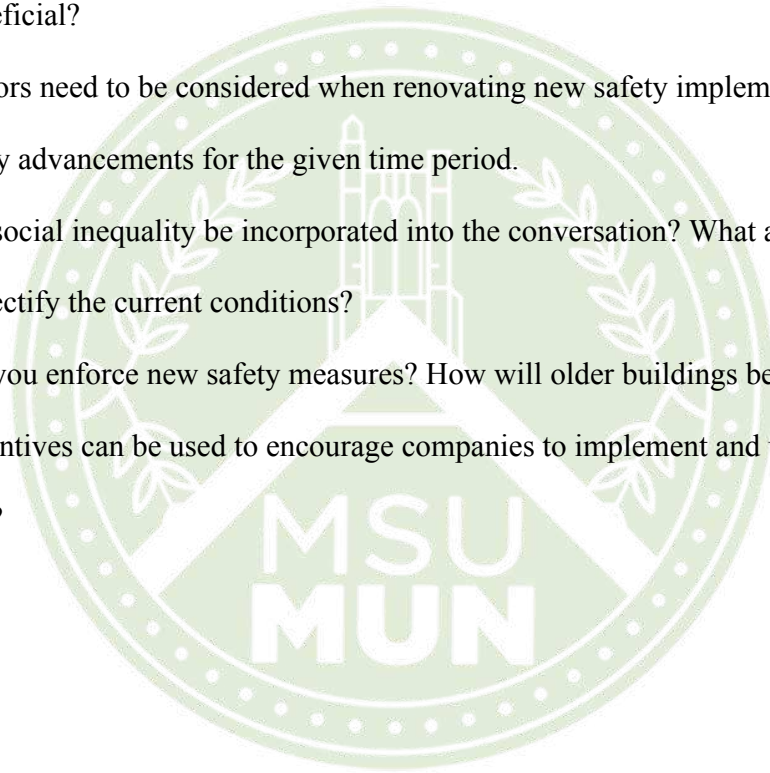 eficial?
ors need to be considered when renovating new safety implem
y advancements for the given time period.
social inequality be incorporated into the conversation? What a
ectify the current conditions?
you enforce new safety measures? How will older buildings be
ntives can be used to encourage companies to implement and
?
MSU
MUN